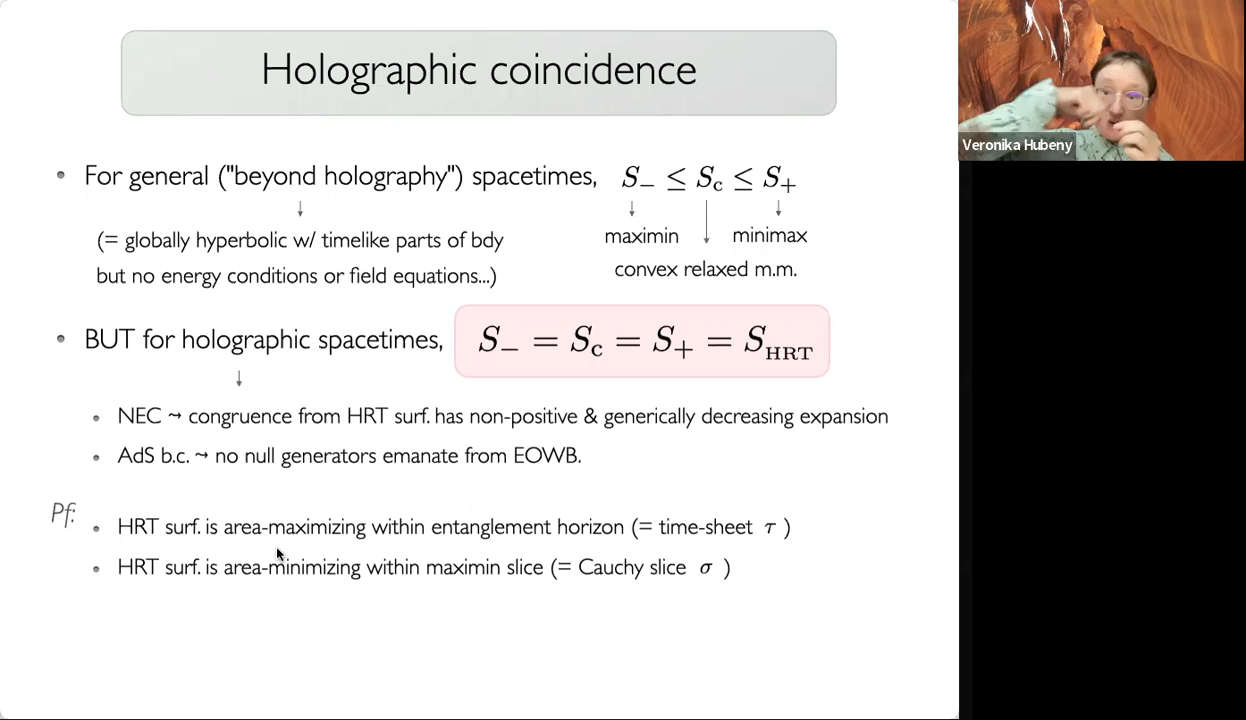 Holographic coincidence
Veronika Hubeny
• For general ("beyond holography") spacetimes, S₋ ≤ S_c ≤ S₊
↓ ↓ ↓ ↓
(= globally hyperbolic w/ timelike parts of bdy maximin minimax
but no energy conditions or field equations...) convex relaxed m.m.
• BUT for holographic spacetimes, S₋ = S_c = S₊ = S_HRT
↓
• NEC ⤳ congruence from HRT surf. has non-positive & generically decreasing expansion
• AdS b.c. ⤳ no null generators emanate from EOWB.
Pf:
• HRT surf. is area-maximizing within entanglement horizon (= time-sheet τ )
• HRT surf. is area-minimizing within maximin slice (= Cauchy slice σ )